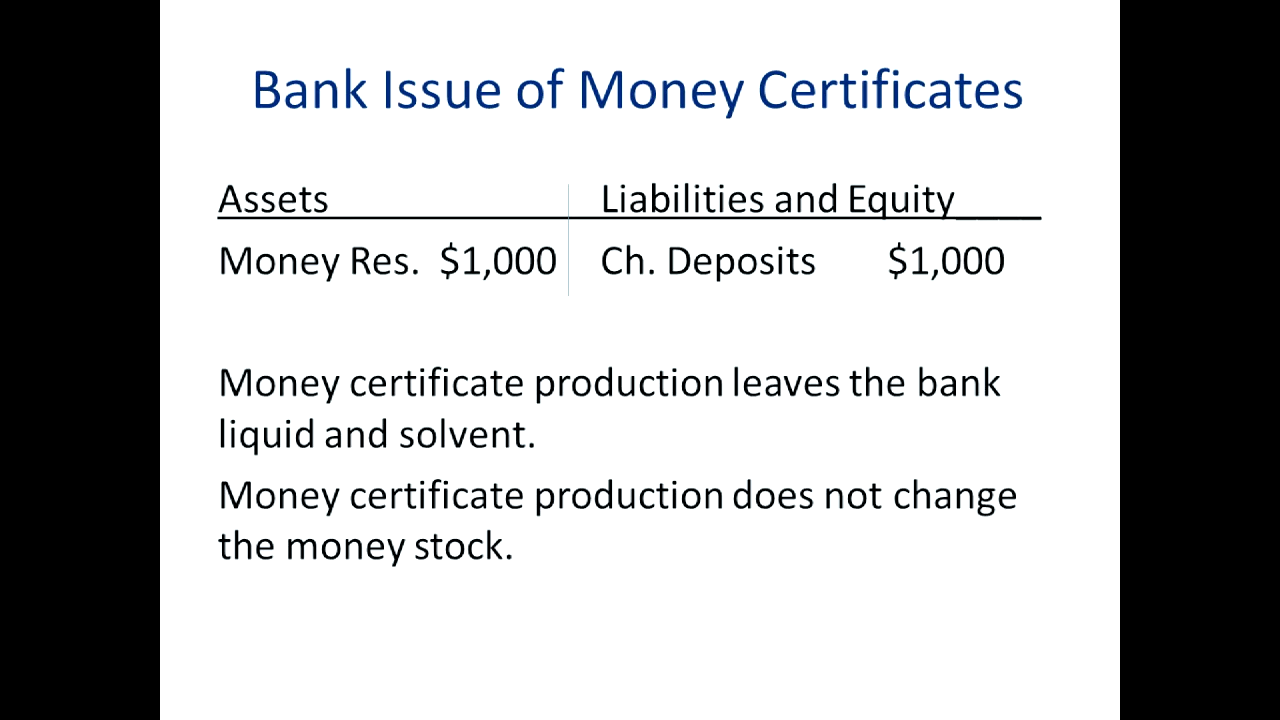 Bank Issue of Money Certificates
Assets Liabilities and Equity
Money Res. $1,000 Ch. Deposits $1,000
Money certificate production leaves the bank
liquid and solvent.
Money certificate production does not change
the money stock.